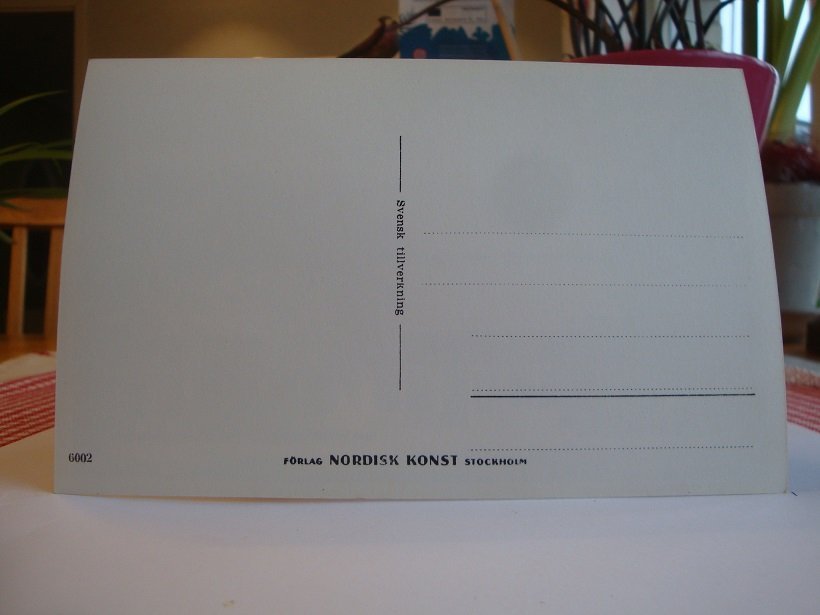 Svensk tillverkning
6002
FÖRLAG NORDISK KONST STOCKHOLM